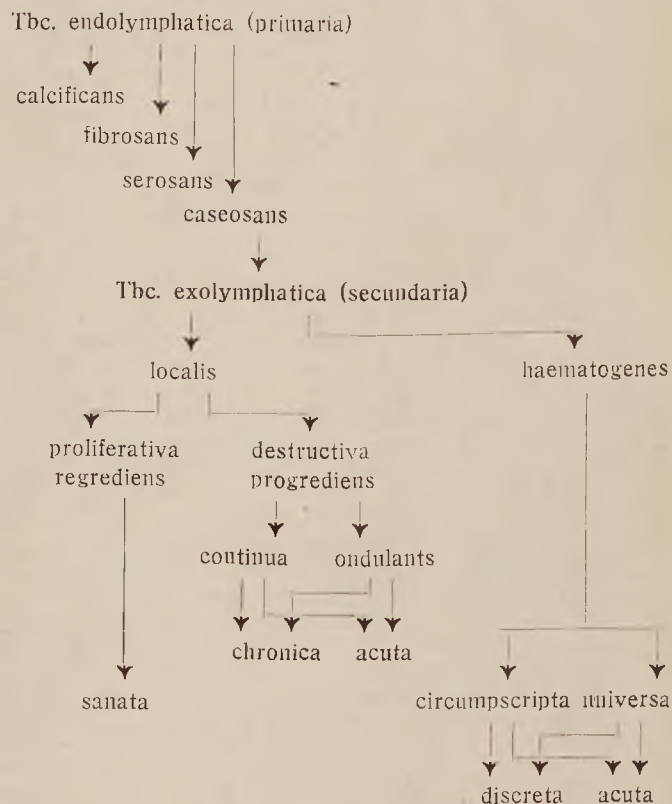 Tbc. endolymphatica (primaria)
calcificans
fibrosans
serosans
caseosans
Tbc. exolymphatica (secundaria)
localis
haematogenes
proliferativa
regrediens
destructiva
progrediens
continua ondulants
chronica acuta
sanata
circumpscripta universa
discreta acuta